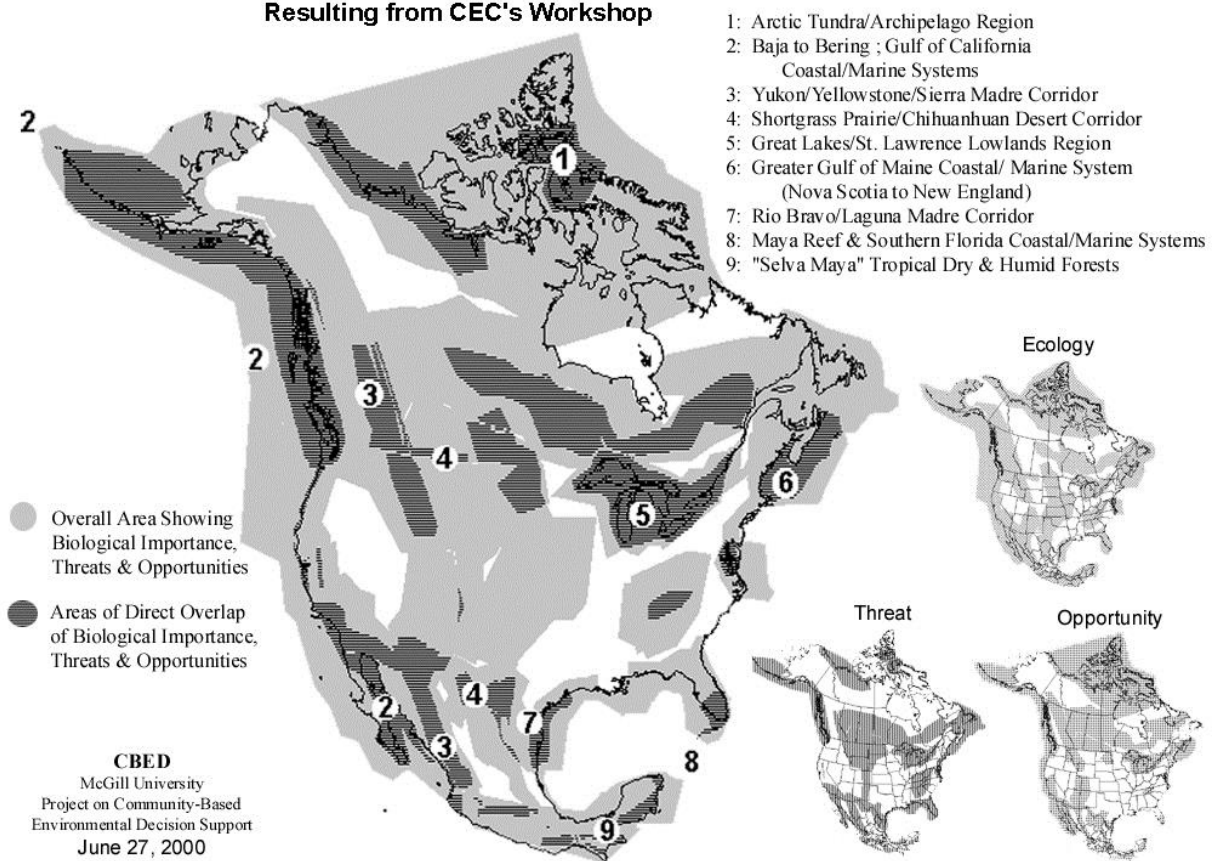 Resulting from CEC's Workshop
1: Arctic Tundra/Archipelago Region
2: Baja to Bering ; Gulf of California
Coastal/Marine Systems
3: Yukon/Yellowstone/Sierra Madre Corridor
4: Shortgrass Prairie/Chihuanhuan Desert Corridor
5: Great Lakes/St. Lawrence Lowlands Region
6: Greater Gulf of Maine Coastal/ Marine System
(Nova Scotia to New England)
7: Rio Bravo/Laguna Madre Corridor
8: Maya Reef & Southern Florida Coastal/Marine Systems
9: "Selva Maya" Tropical Dry & Humid Forests
2
1
2
3
4
5
6
2
4
3
7
8
9
Ecology
Threat
Opportunity
Overall Area Showing
Biological Importance,
Threats & Opportunities
Areas of Direct Overlap
of Biological Importance,
Threats & Opportunities
CBED
McGill University
Project on Community-Based
Environmental Decision Support
June 27, 2000